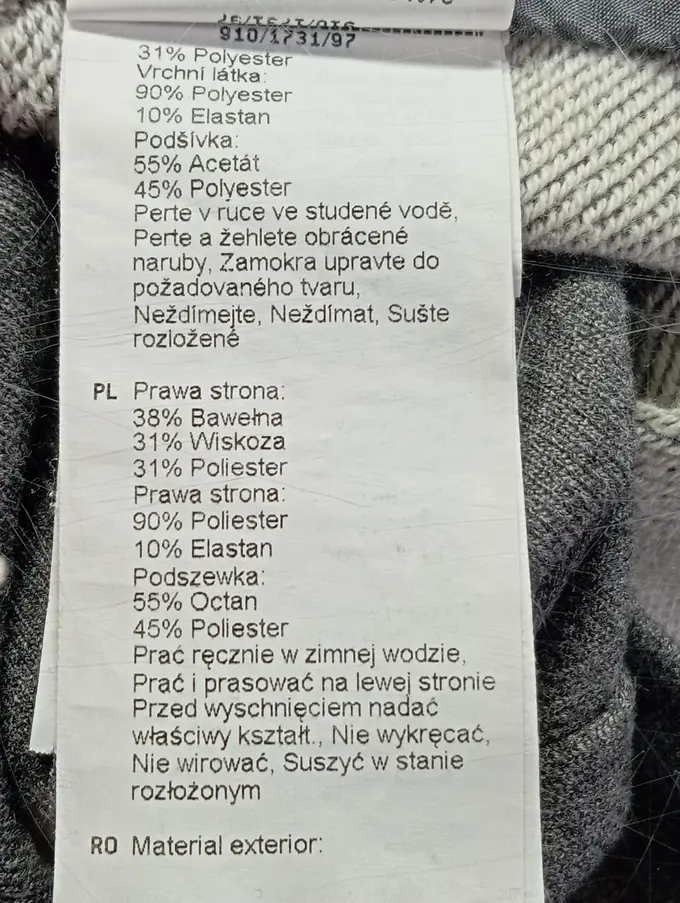 910/1731/97
31% Polyester
Vrchní látka:
90% Polyester
10% Elastan
Podšívka:
55% Acetát
45% Polyester
Perte v ruce ve studené vodě,
Perte a žehlete obrácené
naruby, Zamokra upravte do
požadovaného tvaru,
Neždímejte, Neždímat, Sušte
rozložené
PL Prawa strona:
38% Bawełna
31% Wiskoza
31% Poliester
Prawa strona:
90% Poliester
10% Elastan
Podszewka:
55% Octan
45% Poliester
Prać ręcznie w zimnej wodzie,
Prać i prasować na lewej stronie
Przed wyschnięciem nadać
właściwy kształt., Nie wykręcać,
Nie wirować, Suszyć w stanie
rozłożonym
RO Material exterior: